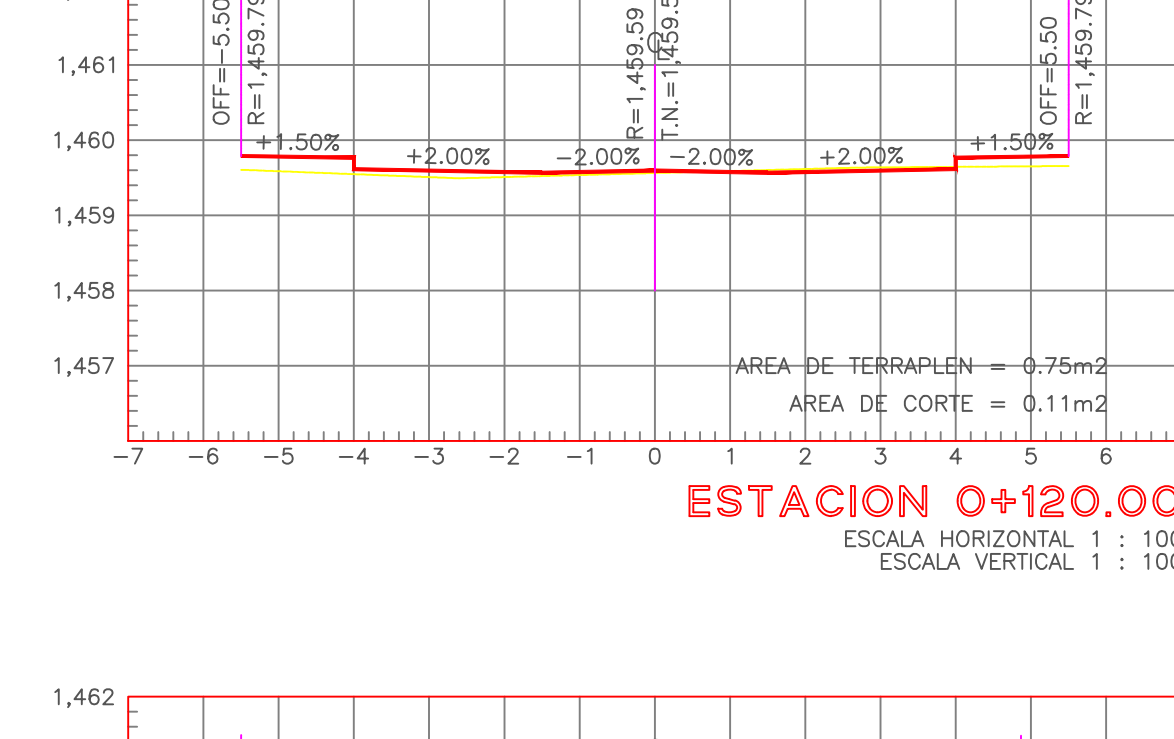 OFF=-5.50
R=1,459.79
R=1,459.59
T.N.=1,459.5
OFF=5.50
R=1,459.79
1,461
1,460
+1.50%
+2.00%
-2.00%
-2.00%
+2.00%
+1.50%
1,459
1,458
1,457
AREA DE TERRAPLEN = 0.75m2
AREA DE CORTE = 0.11m2
-7 -6 -5 -4 -3 -2 -1 0 1 2 3 4 5 6
ESTACION 0+120.00
ESCALA HORIZONTAL 1 : 100
ESCALA VERTICAL 1 : 100
1,462